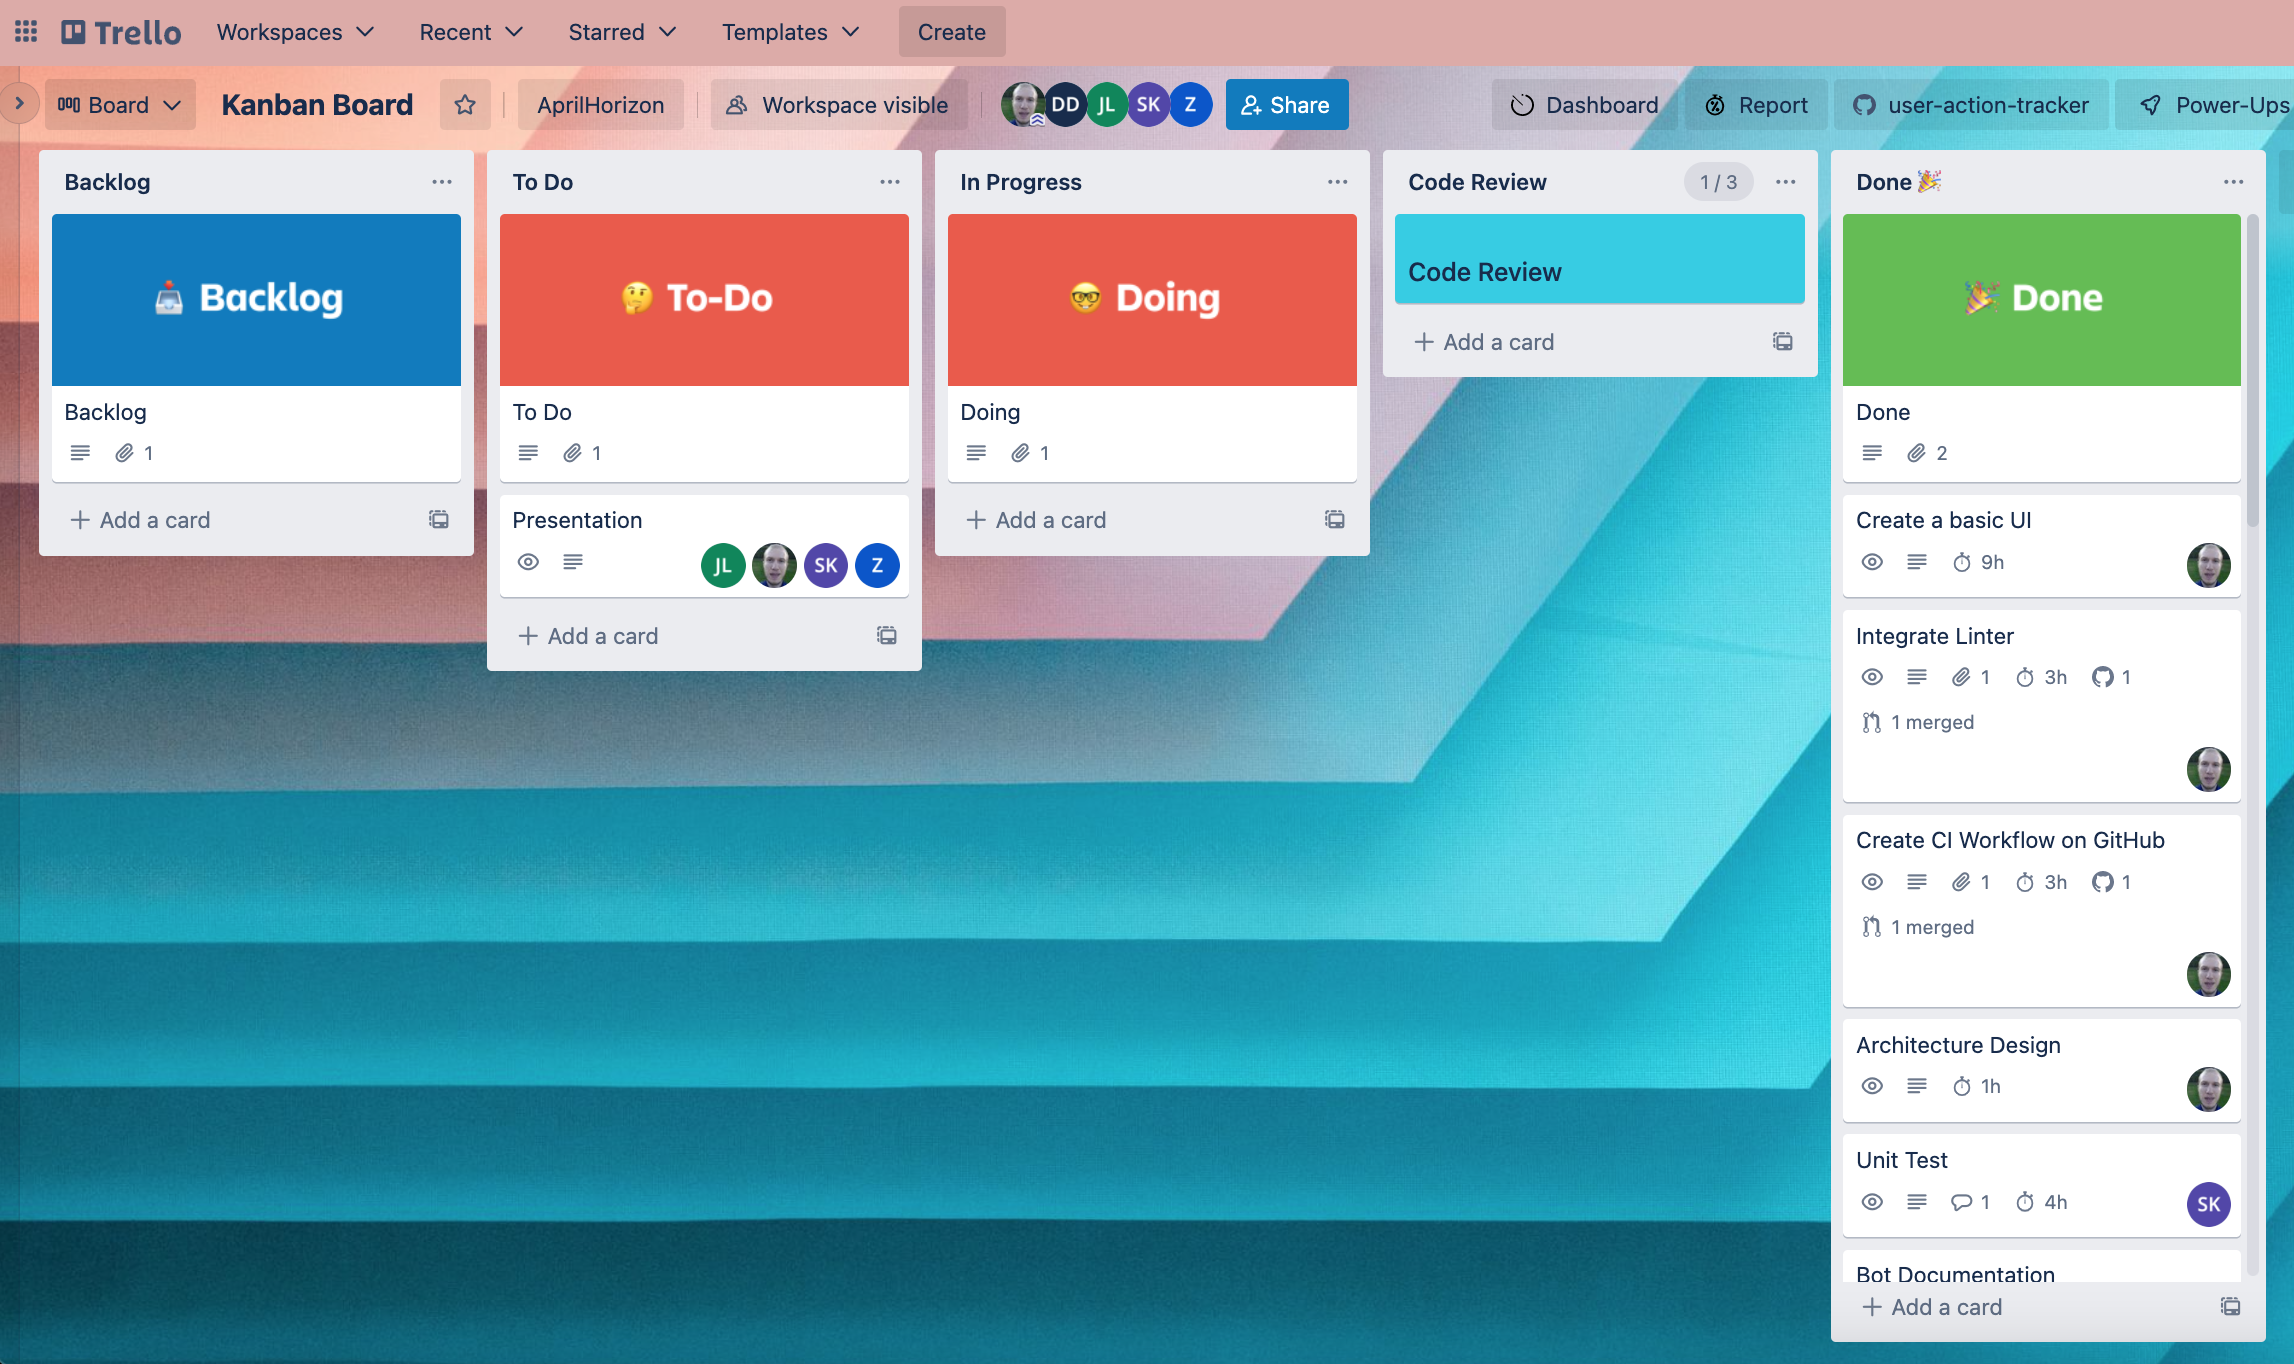 Trello Workspaces Recent Starred Templates Create
Board Kanban Board AprilHorizon Workspace visible DD JL SK Z Share Dashboard Report user-action-tracker Power-Ups
Backlog
Backlog
Backlog
1
Add a card
To Do
To-Do
To Do
1
Presentation
JL SK Z
Add a card
In Progress
Doing
Doing
1
Add a card
Code Review 1 / 3
Code Review
Add a card
Done
Done
Done
2
Create a basic UI
9h
Integrate Linter
1 3h 1
1 merged
Create CI Workflow on GitHub
1 3h 1
1 merged
Architecture Design
1h
Unit Test
1 4h
SK
Bot Documentation
Add a card